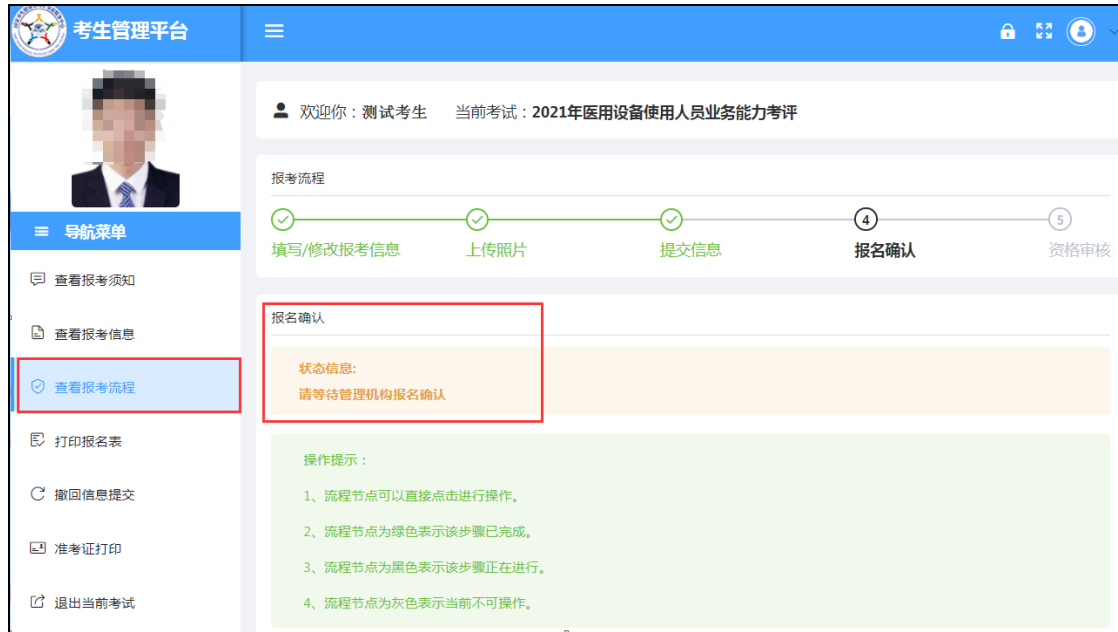 考生管理平台
欢迎你：测试考生 当前考试：2021年医用设备使用人员业务能力考评
导航菜单
查看报考须知
查看报考信息
查看报考流程
打印报名表
撤回信息提交
准考证打印
退出当前考试
报考流程
4
5
填写/修改报考信息 上传照片 提交信息 报名确认 资格审核
报名确认
状态信息:
请等待管理机构报名确认
操作提示：
1、流程节点可以直接点击进行操作。
2、流程节点为绿色表示该步骤已完成。
3、流程节点为黑色表示该步骤正在进行。
4、流程节点为灰色表示当前不可操作。